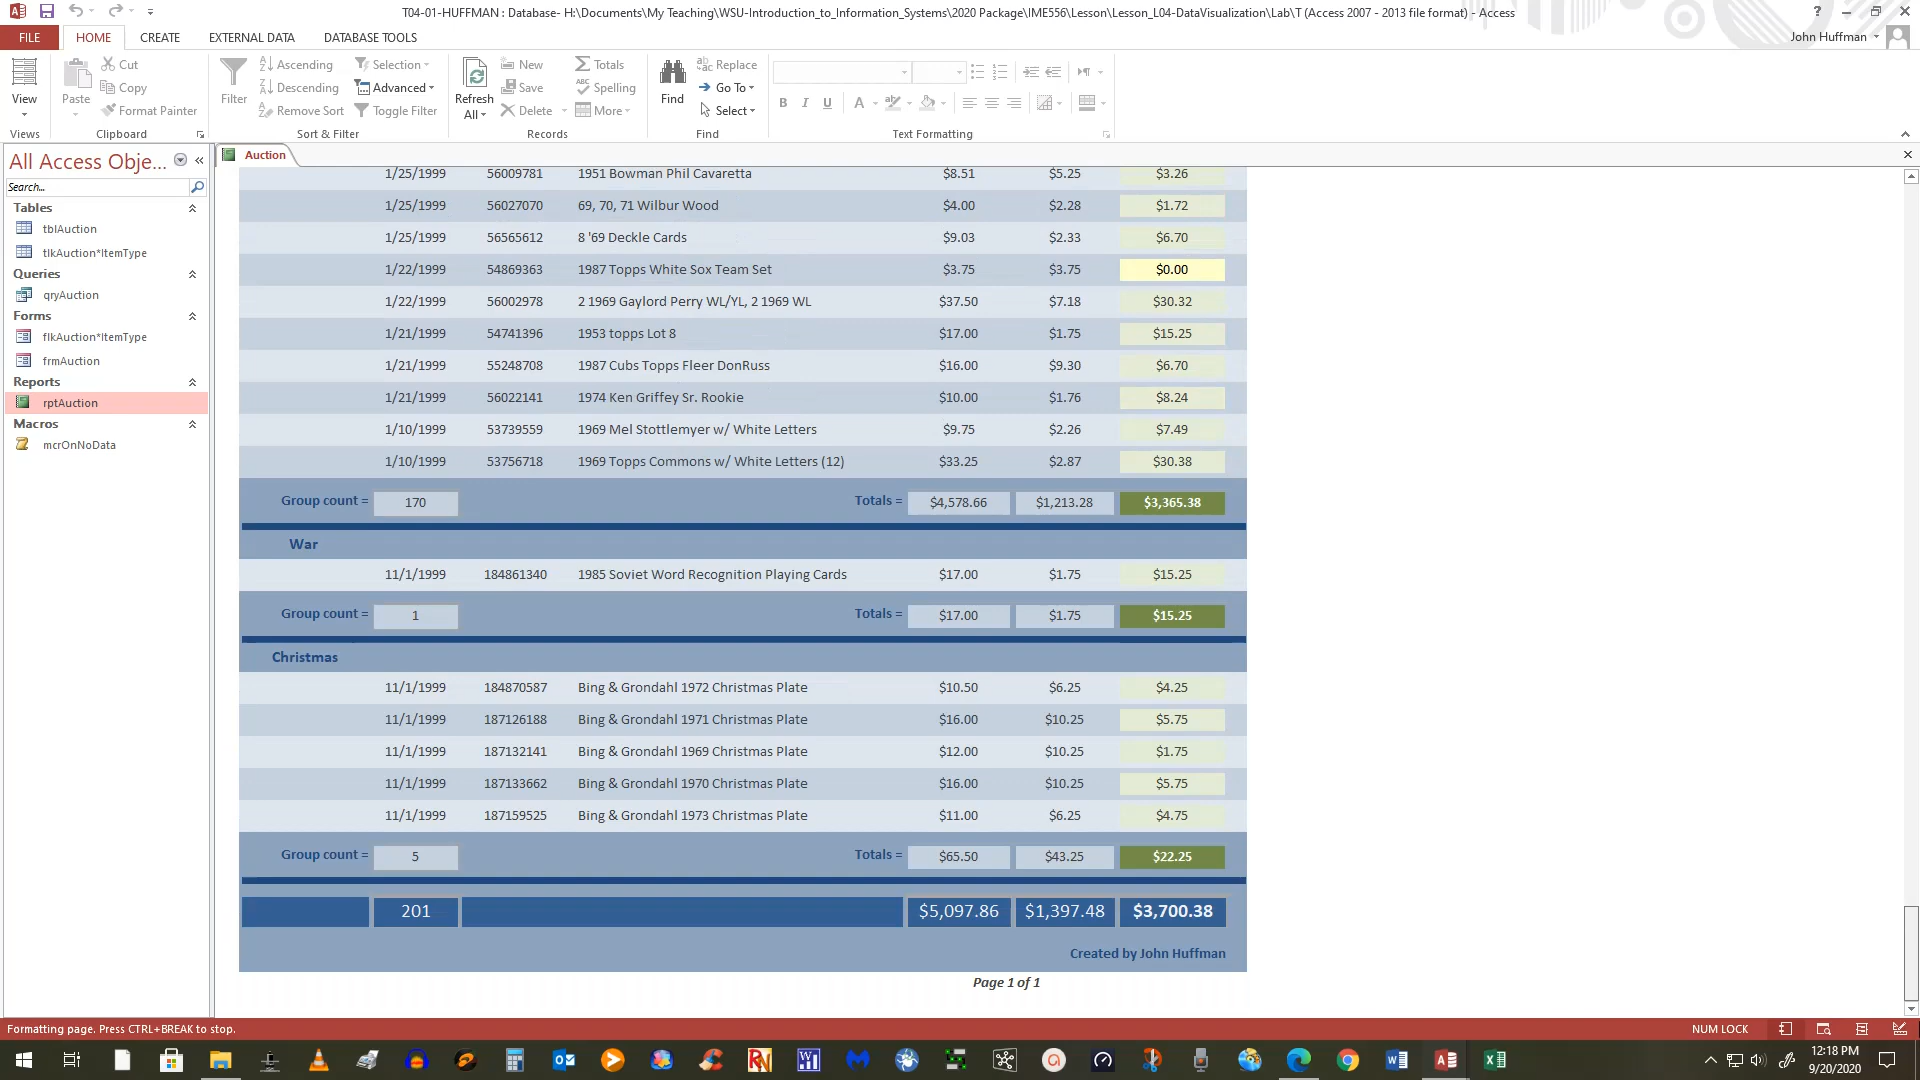 T04-01-HUFFMAN : Database- H:\Documents\My Teaching\WSU-Introduction_to_Information_Systems\2020 Package\IME556\Lesson\Lesson_L04-DataVisualization\Lab\T (Access 2007 - 2013 file format) - Access
?
FILE HOME CREATE EXTERNAL DATA DATABASE TOOLS John Huffman
View Paste Cut Copy Format Painter
Filter Ascending Descending Remove Sort Selection Advanced Toggle Filter
Refresh All New Save Delete Totals Spelling More
Find Replace Go To Select
B I U A
Views Clipboard Sort & Filter Records Find Text Formatting
All Access Obje...
Search...
Tables
tblAuction
tlkAuction*ItemType
Queries
qryAuction
Forms
flkAuction*ItemType
frmAuction
Reports
rptAuction
Macros
mcrOnNoData
Auction
1/25/1999 56009781 1951 Bowman Phil Cavaretta $8.51 $5.25 $3.26
1/25/1999 56027070 69, 70, 71 Wilbur Wood $4.00 $2.28 $1.72
1/25/1999 56565612 8 '69 Deckle Cards $9.03 $2.33 $6.70
1/22/1999 54869363 1987 Topps White Sox Team Set $3.75 $3.75 $0.00
1/22/1999 56002978 2 1969 Gaylord Perry WL/YL, 2 1969 WL $37.50 $7.18 $30.32
1/21/1999 54741396 1953 topps Lot 8 $17.00 $1.75 $15.25
1/21/1999 55248708 1987 Cubs Topps Fleer DonRuss $16.00 $9.30 $6.70
1/21/1999 56022141 1974 Ken Griffey Sr. Rookie $10.00 $1.76 $8.24
1/10/1999 53739559 1969 Mel Stottlemyer w/ White Letters $9.75 $2.26 $7.49
1/10/1999 53756718 1969 Topps Commons w/ White Letters (12) $33.25 $2.87 $30.38
Group count = 170 Totals = $4,578.66 $1,213.28 $3,365.38
War
11/1/1999 184861340 1985 Soviet Word Recognition Playing Cards $17.00 $1.75 $15.25
Group count = 1 Totals = $17.00 $1.75 $15.25
Christmas
11/1/1999 184870587 Bing & Grondahl 1972 Christmas Plate $10.50 $6.25 $4.25
11/1/1999 187126188 Bing & Grondahl 1971 Christmas Plate $16.00 $10.25 $5.75
11/1/1999 187132141 Bing & Grondahl 1969 Christmas Plate $12.00 $10.25 $1.75
11/1/1999 187133662 Bing & Grondahl 1970 Christmas Plate $16.00 $10.25 $5.75
11/1/1999 187159525 Bing & Grondahl 1973 Christmas Plate $11.00 $6.25 $4.75
Group count = 5 Totals = $65.50 $43.25 $22.25
201 $5,097.86 $1,397.48 $3,700.38
Created by John Huffman
Page 1 of 1
Formatting page. Press CTRL+BREAK to stop. NUM LOCK
12:18 PM
9/20/2020